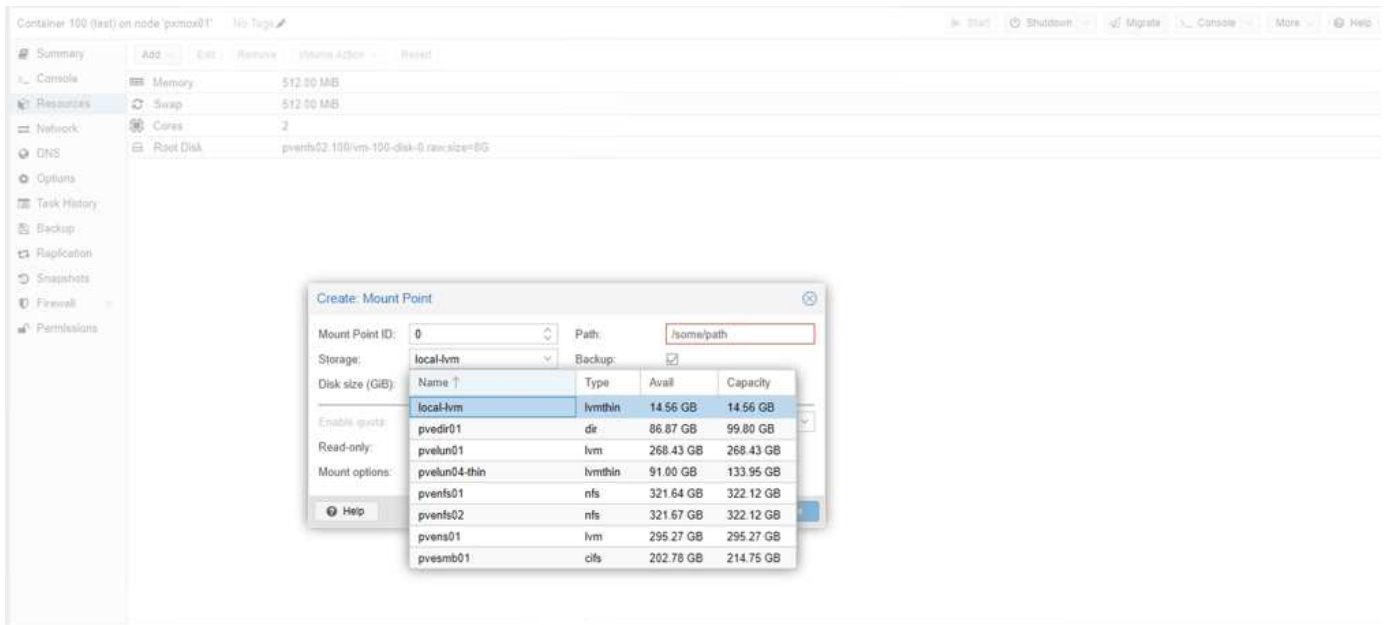 Container 100 (test) on node 'pxmox01' No Tags Start Shutdown Migrate Console More Help
Summary
Console
Resources
Network
DNS
Options
Task History
Backup
Replication
Snapshots
Firewall
Permissions
Add Edit Remove Volume Action Revert
Memory 512.00 MiB
Swap 512.00 MiB
Cores 2
Root Disk pvenfs02:100/vm-100-disk-0.raw,size=8G
Create: Mount Point
Mount Point ID: 0 Path: /some/path
Storage: local-lvm Backup:
Disk size (GiB):
Enable quota:
Read-only:
Mount options:
Help
Name ↑ Type Avail Capacity
local-lvm lvmthin 14.56 GB 14.56 GB
pvedir01 dir 86.87 GB 99.80 GB
pvelun01 lvm 268.43 GB 268.43 GB
pvelun04-thin lvmthin 91.00 GB 133.95 GB
pvenfs01 nfs 321.64 GB 322.12 GB
pvenfs02 nfs 321.67 GB 322.12 GB
pvens01 lvm 295.27 GB 295.27 GB
pvesmb01 cifs 202.78 GB 214.75 GB